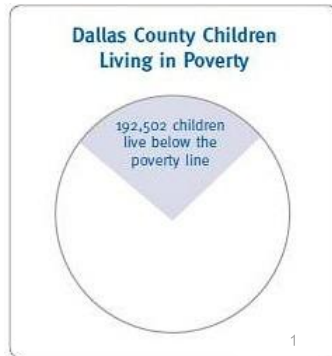 Dallas County Children
Living in Poverty
192,502 children
live below the
poverty line
1